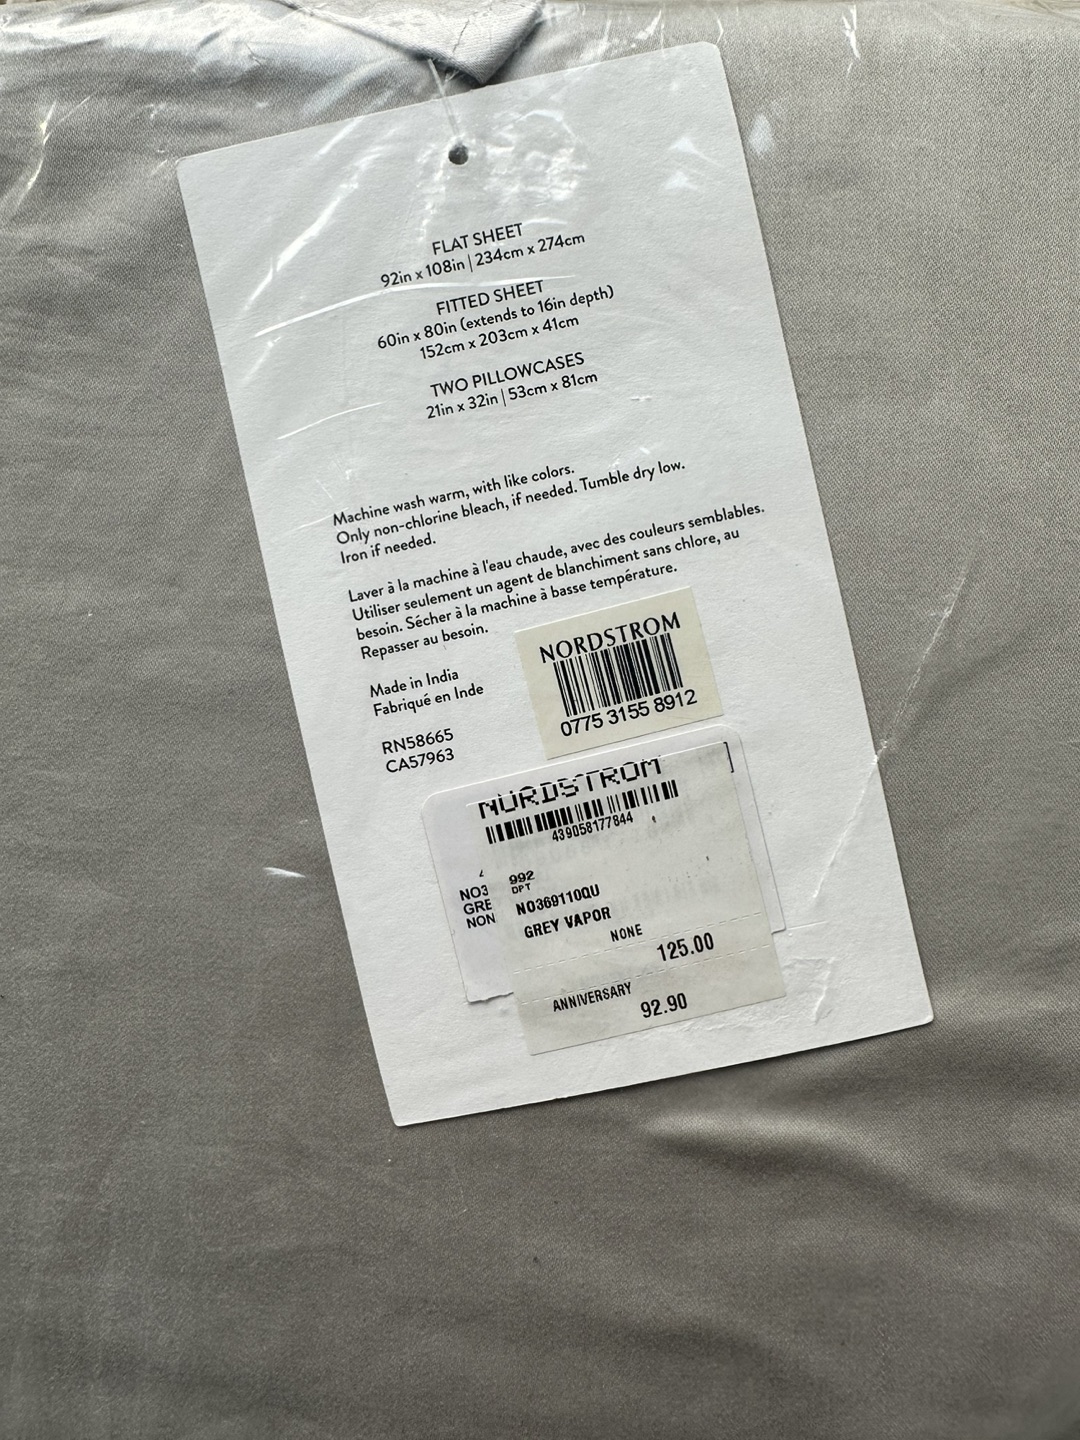 FLAT SHEET
92in x 108in | 234cm x 274cm
FITTED SHEET
60in x 80in (extends to 16in depth)
152cm x 203cm x 41cm
TWO PILLOWCASES
21in x 32in | 53cm x 81cm
Machine wash warm, with like colors.
Only non-chlorine bleach, if needed. Tumble dry low.
Iron if needed.
Laver à la machine à l'eau chaude, avec des couleurs semblables.
Utiliser seulement un agent de blanchiment sans chlore, au
besoin. Sécher à la machine à basse température.
Repasser au besoin.
Made in India
Fabriqué en Inde
RN58665
CA57963
NORDSTROM
0775 3155 8912
NORDSTROM
439058177844
992
DPT
NO3
GRE
NON
NO369110QU
GREY VAPOR
NONE
125.00
ANNIVERSARY
92.90